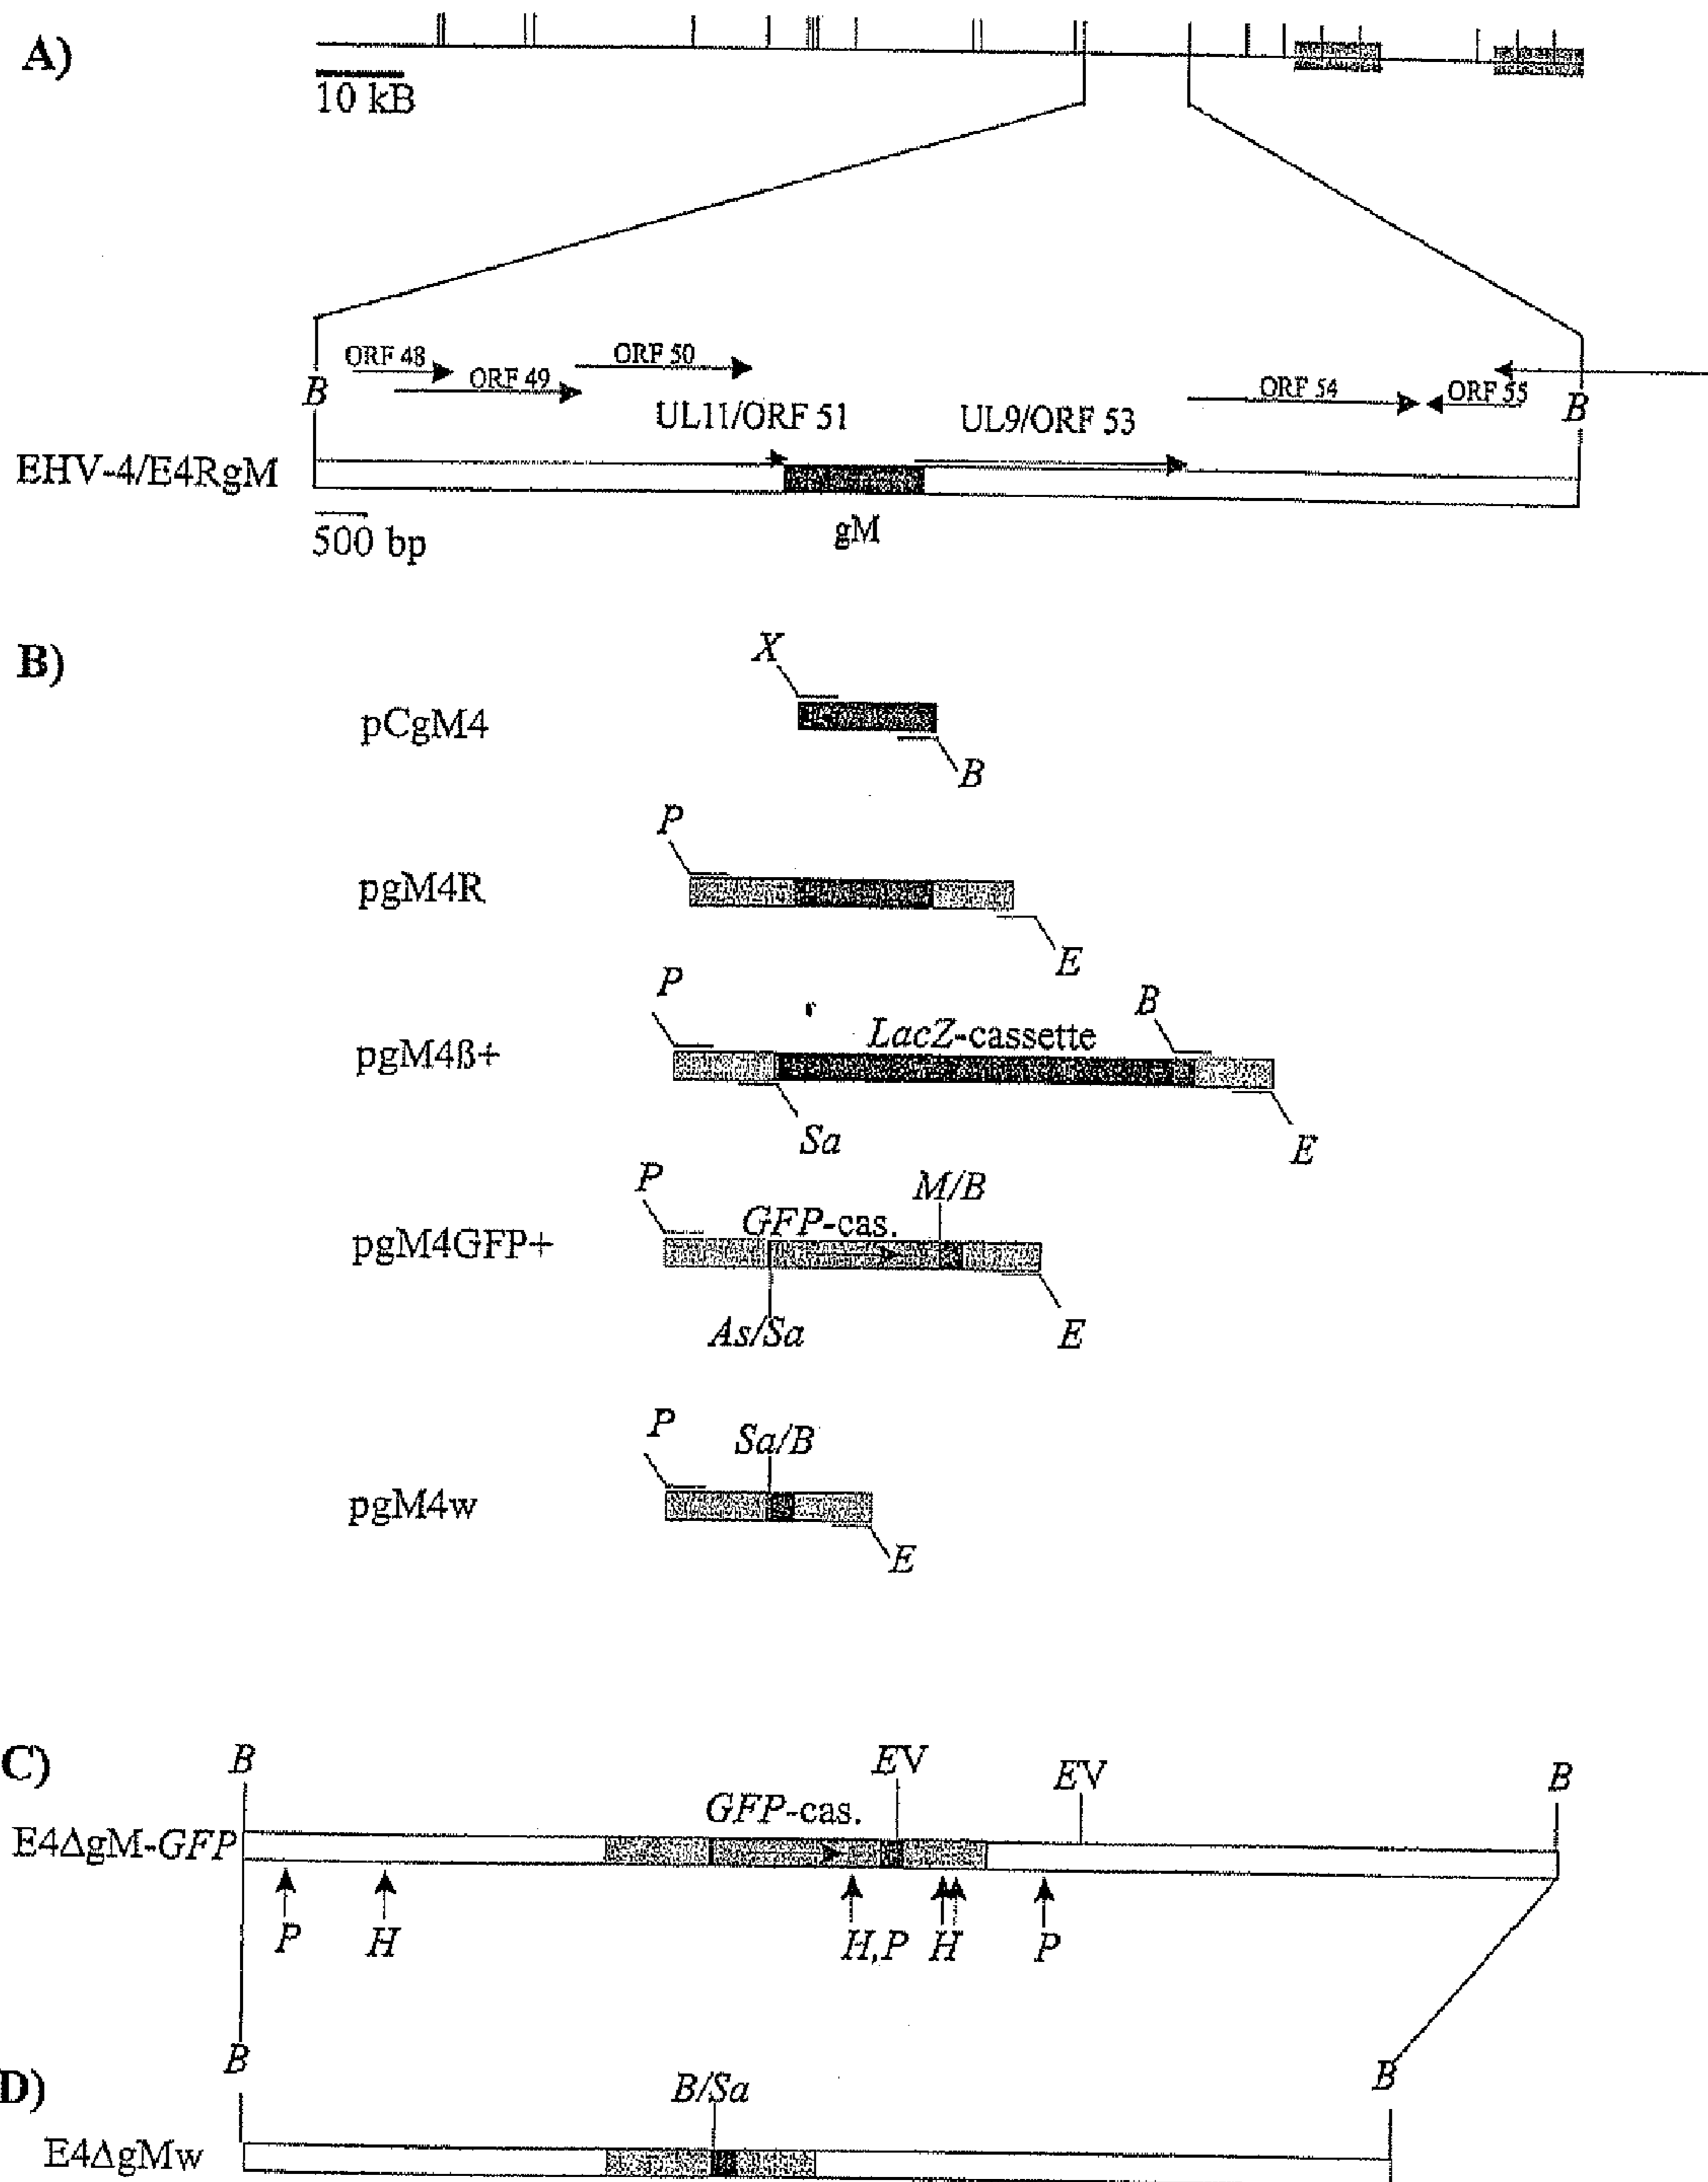 A)
10 kB
ORF 48
ORF 50
ORF 49
ORF 54
ORF 55
B
B
UL11/ORF 51
UL9/ORF 53
EHV-4/E4RgM
500 bp
gM
B)
X
pCgM4
B
P
pgM4R
E
P
B
LacZ-cassette
pgM4ß+
Sa
E
P
M/B
GFP-cas.
pgM4GFP+
As/Sa
E
P
Sa/B
pgM4w
E
C)
B
EV
EV
B
GFP-cas.
E4ΔgM-GFP
P
H
H,P
H
P
B
B
D)
B/Sa
E4ΔgMw